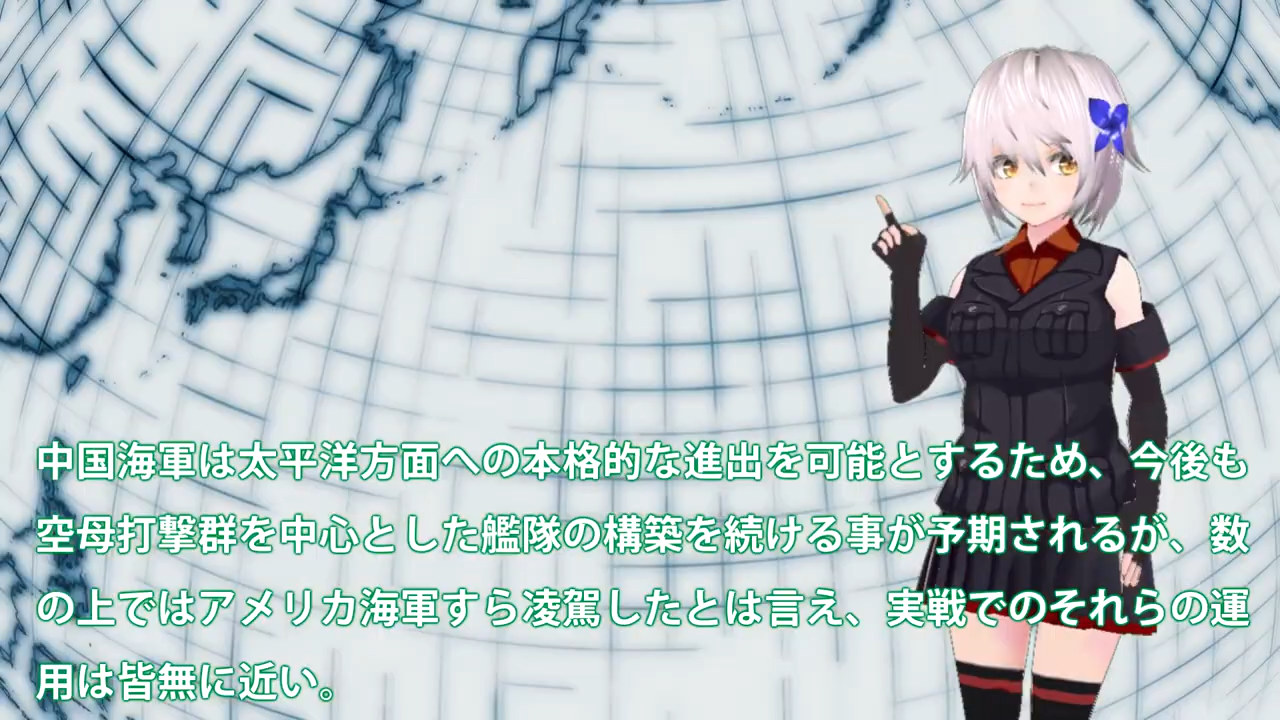 中国海軍は太平洋方面への本格的な進出を可能とするため、今後も
空母打撃群を中心とした艦隊の構築を続ける事が予期されるが、数
の上ではアメリカ海軍すら凌駕したとは言え、実戦でのそれらの運
用は皆無に近い。